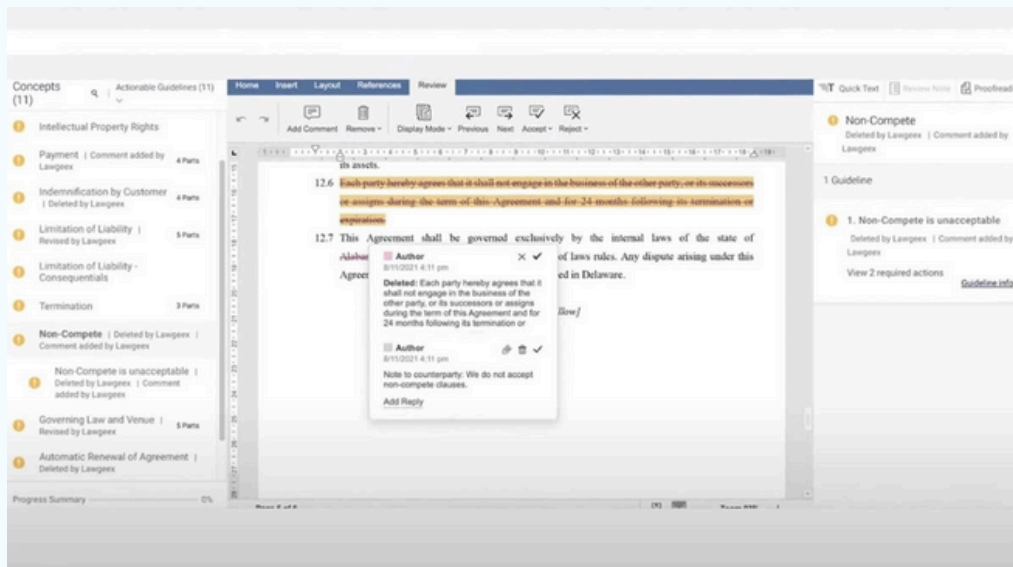 Concepts
(11)
Actionable Guidelines (11)
Intellectual Property Rights
Payment | Comment added by
Lawgeex
4 Parts
Indemnification by Customer
| Deleted by Lawgeex
4 Parts
Limitation of Liability |
Revised by Lawgeex
5 Parts
Limitation of Liability -
Consequentials
Termination
3 Parts
Non-Compete | Deleted by Lawgeex |
Comment added by Lawgeex
Non-Compete is unacceptable |
Deleted by Lawgeex | Comment
added by Lawgeex
Governing Law and Venue |
Revised by Lawgeex
5 Parts
Automatic Renewal of Agreement |
Deleted by Lawgeex
Progress Summary
0%
Home Insert Layout References Review
Add Comment Remove Display Mode Previous Next Accept Reject
its assets.
12.6 Each party hereby agrees that it shall not engage in the business of the other party, or its successors
or assigns during the term of this Agreement and for 24 months following its termination or
expiration.
12.7 This Agreement shall be governed exclusively by the internal laws of the state of
of laws rules. Any dispute arising under this
ed in Delaware.
Author
8/11/2021 4:11 pm
Deleted: Each party hereby agrees that it
shall not engage in the business of the
other party, or its successors or assigns
during the term of this Agreement and for
24 months following its termination or
Author
8/11/2021 4:11 pm
Note to counterparty: We do not accept
non-compete clauses.
Add Reply
Quick Text Review Note Proofread
Non-Compete
Deleted by Lawgeex | Comment added by
Lawgeex
1 Guideline
1. Non-Compete is unacceptable
Deleted by Lawgeex | Comment added by
Lawgeex
View 2 required actions
Guideline info